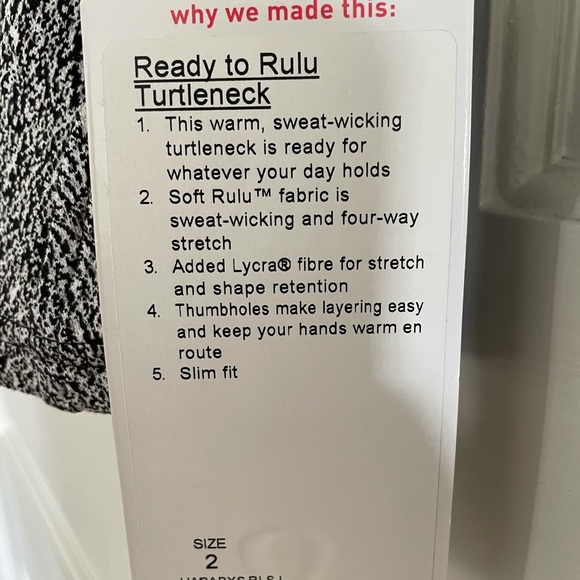 why we made this:
Ready to Rulu
Turtleneck
1. This warm, sweat-wicking
turtleneck is ready for
whatever your day holds
2. Soft Rulu™ fabric is
sweat-wicking and four-way
stretch
3. Added Lycra® fibre for stretch
and shape retention
4. Thumbholes make layering easy
and keep your hands warm en
route
5. Slim fit
SIZE
2